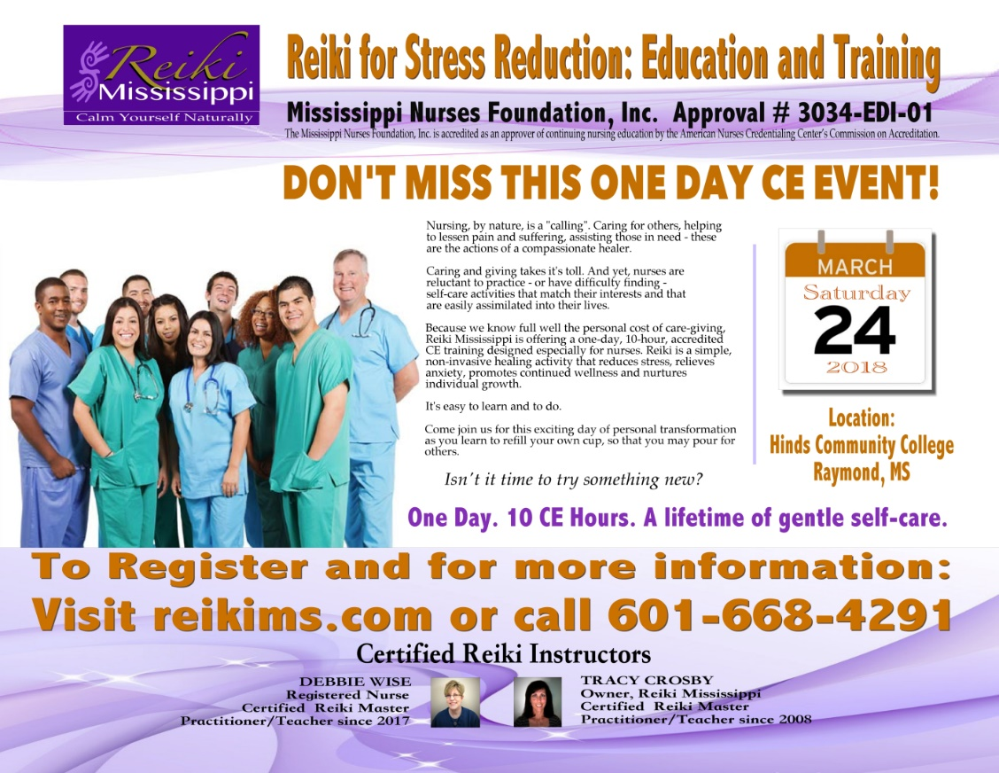 Reiki
Mississippi
Calm Yourself Naturally
Reiki for Stress Reduction: Education and Training
Mississippi Nurses Foundation, Inc.  Approval # 3034-EDI-01
The Mississippi Nurses Foundation, Inc. is accredited as an approver of continuing nursing education by the American Nurses Credentialing Center's Commission on Accreditation.
DON'T MISS THIS ONE DAY CE EVENT!
Nursing, by nature, is a "calling". Caring for others, helping
to lessen pain and suffering, assisting those in need - these
are the actions of a compassionate healer.
Caring and giving takes it's toll. And yet, nurses are
reluctant to practice - or have difficulty finding -
self-care activities that match their interests and that
are easily assimilated into their lives.
Because we know full well the personal cost of care-giving,
Reiki Mississippi is offering a one-day, 10-hour, accredited
CE training designed especially for nurses. Reiki is a simple,
non-invasive healing activity that reduces stress, relieves
anxiety, promotes continued wellness and nurtures
individual growth.
It's easy to learn and to do.
Come join us for this exciting day of personal transformation
as you learn to refill your own cup, so that you may pour for
others.
Isn't it time to try something new?
MARCH
Saturday
24
2018
Location:
Hinds Community College
Raymond, MS
One Day. 10 CE Hours. A lifetime of gentle self-care.
To Register and for more information:
Visit reikims.com or call 601-668-4291
Certified Reiki Instructors
DEBBIE WISE
Registered Nurse
Certified Reiki Master
Practitioner/Teacher since 2017
TRACY CROSBY
Owner, Reiki Mississippi
Certified Reiki Master
Practitioner/Teacher since 2008